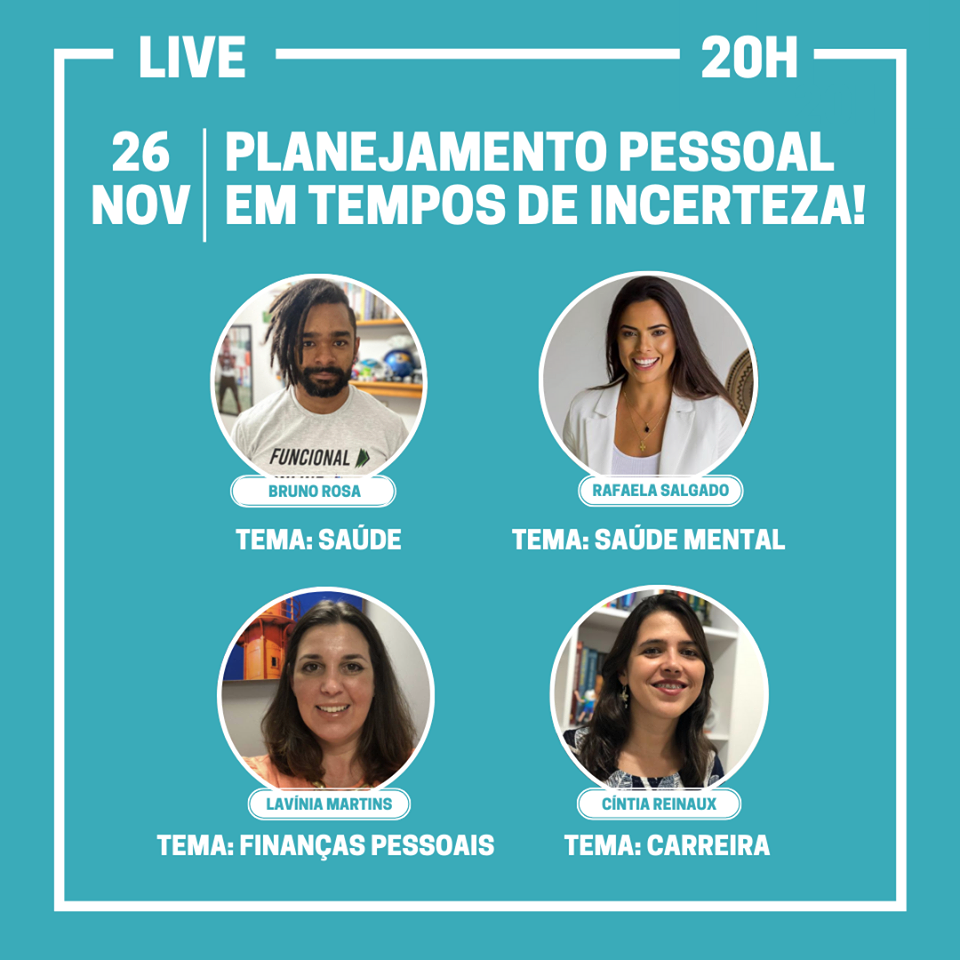 LIVE
20H
26
NOV
PLANEJAMENTO PESSOAL
EM TEMPOS DE INCERTEZA!
FUNCIONAL
BRUNO ROSA
TEMA: SAÚDE
RAFAELA SALGADO
TEMA: SAÚDE MENTAL
LAVÍNIA MARTINS
TEMA: FINANÇAS PESSOAIS
CÍNTIA REINAUX
TEMA: CARREIRA